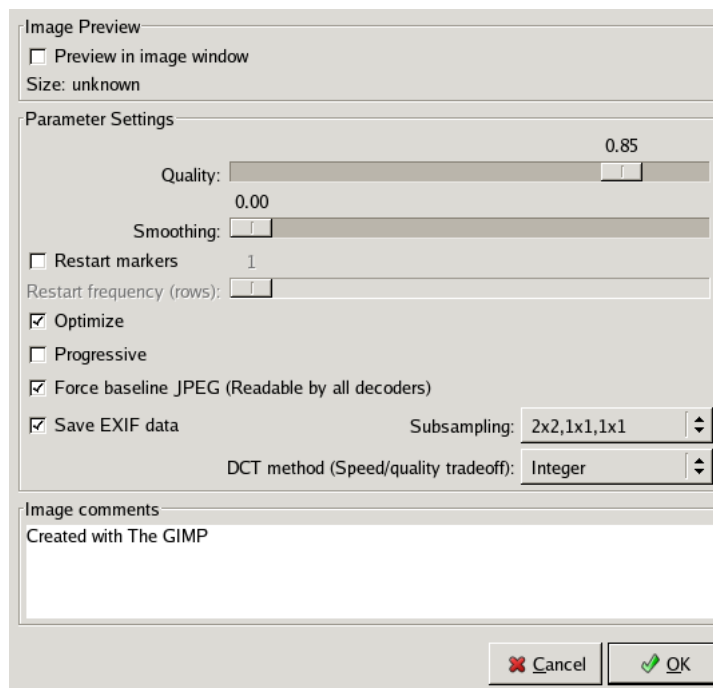 Image Preview
Preview in image window
Size: unknown
Parameter Settings
0.85
Quality:
0.00
Smoothing:
Restart markers
1
Restart frequency (rows):
Optimize
Progressive
Force baseline JPEG (Readable by all decoders)
Save EXIF data
Subsampling: 2x2,1x1,1x1
DCT method (Speed/quality tradeoff): Integer
Image comments
Created with The GIMP
Cancel
OK